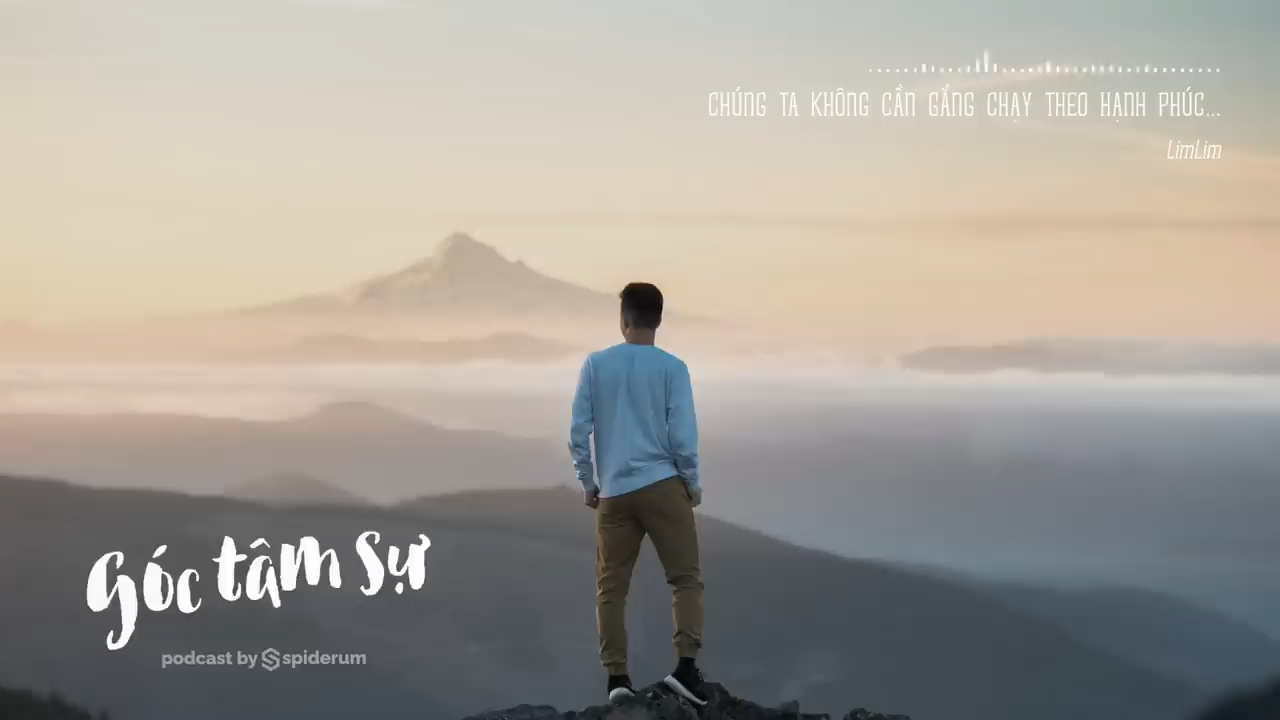 CHÚNG TA KHÔNG CẦN GẮNG CHẠY THEO HẠNH PHÚC...
LimLim
Góc tâm sự
podcast by spiderum